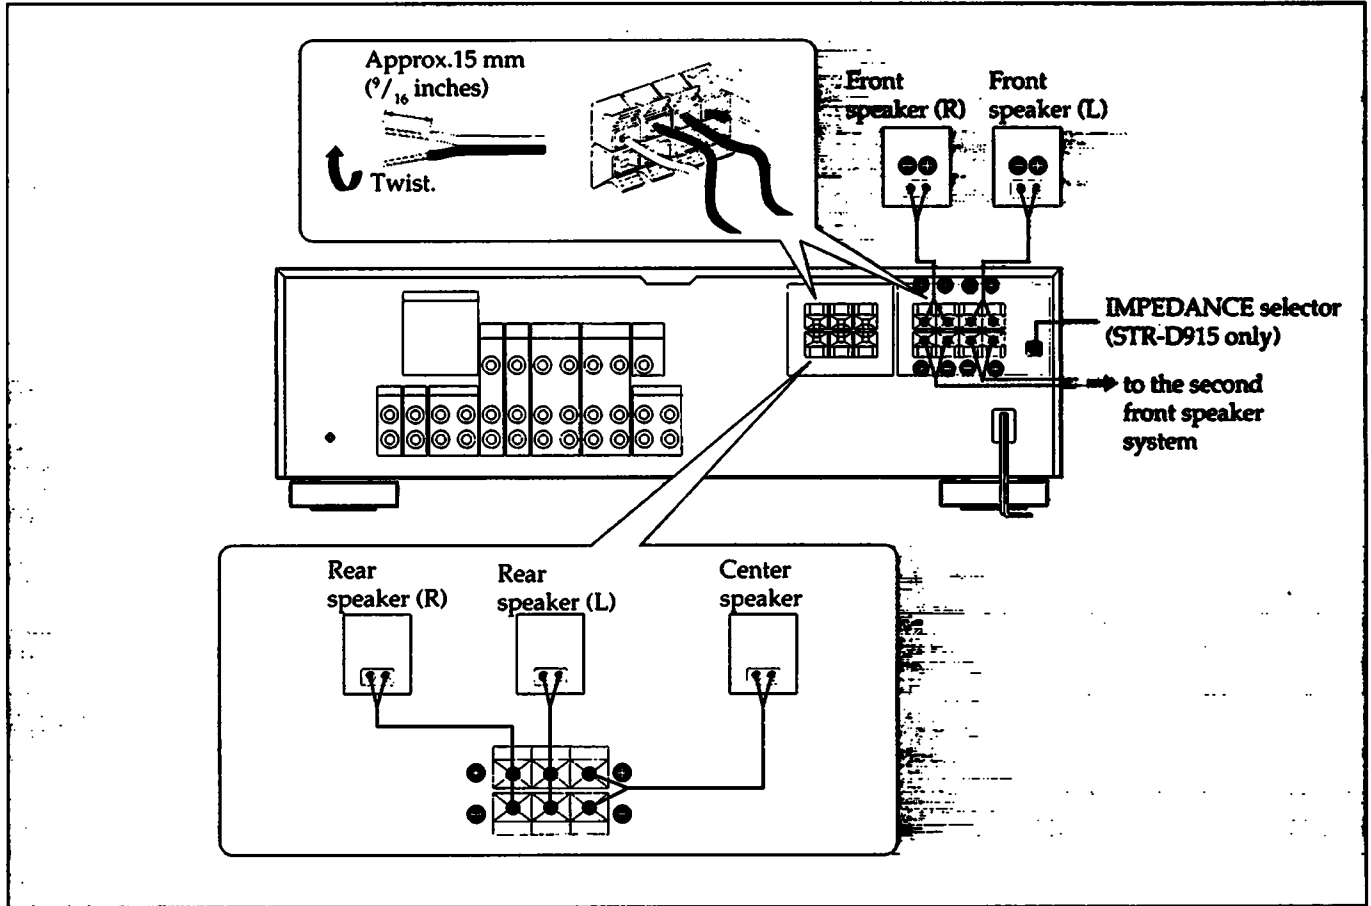 Approx.15 mm
(9/16 inches)
Twist.
Front
speaker (R)
Front
speaker (L)
IMPEDANCE selector
(STR-D915 only)
to the second
front speaker
system
Rear
speaker (R)
Rear
speaker (L)
Center
speaker